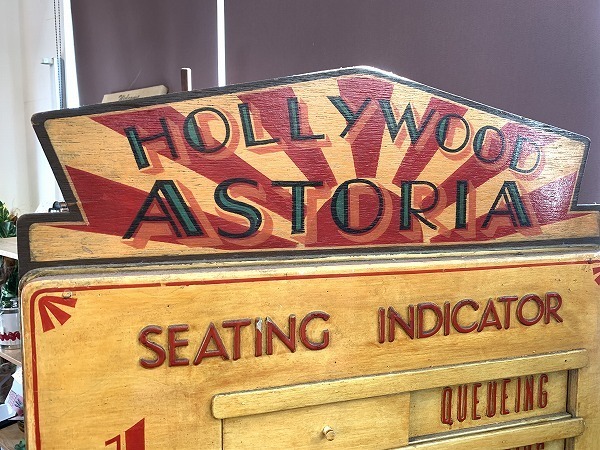 HOLLYWOOD
ASTORIA
SEATING INDICATOR
QUEUEING